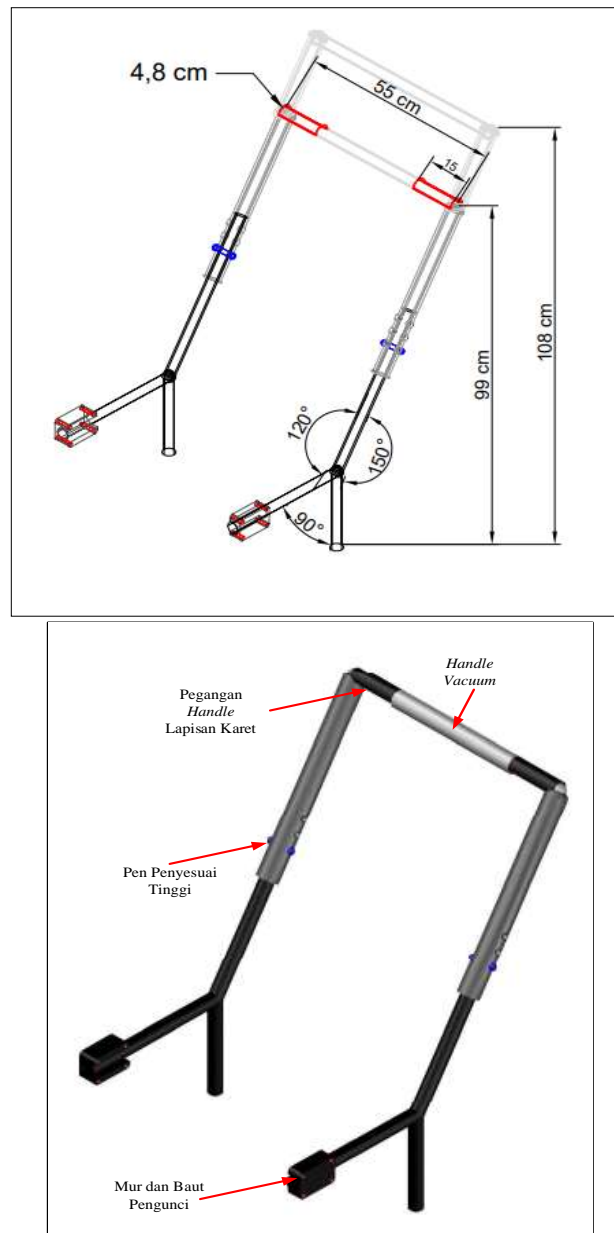 4,8 cm
55 cm
15
99 cm
108 cm
120°
150°
90°
Handle
Vacuum
Pegangan
Handle
Lapisan Karet
Pen Penyesuai
Tinggi
Mur dan Baut
Pengunci